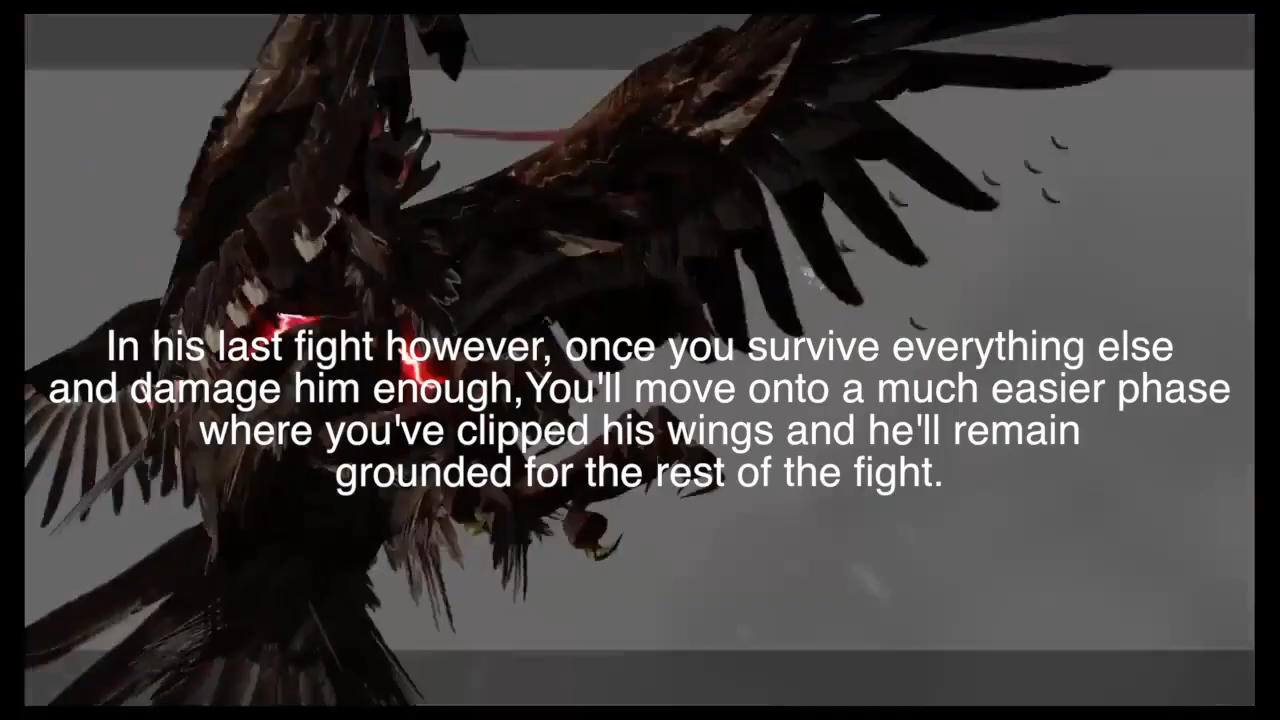 In his last fight however, once you survive everything else
and damage him enough,You'll move onto a much easier phase
where you've clipped his wings and he'll remain
grounded for the rest of the fight.